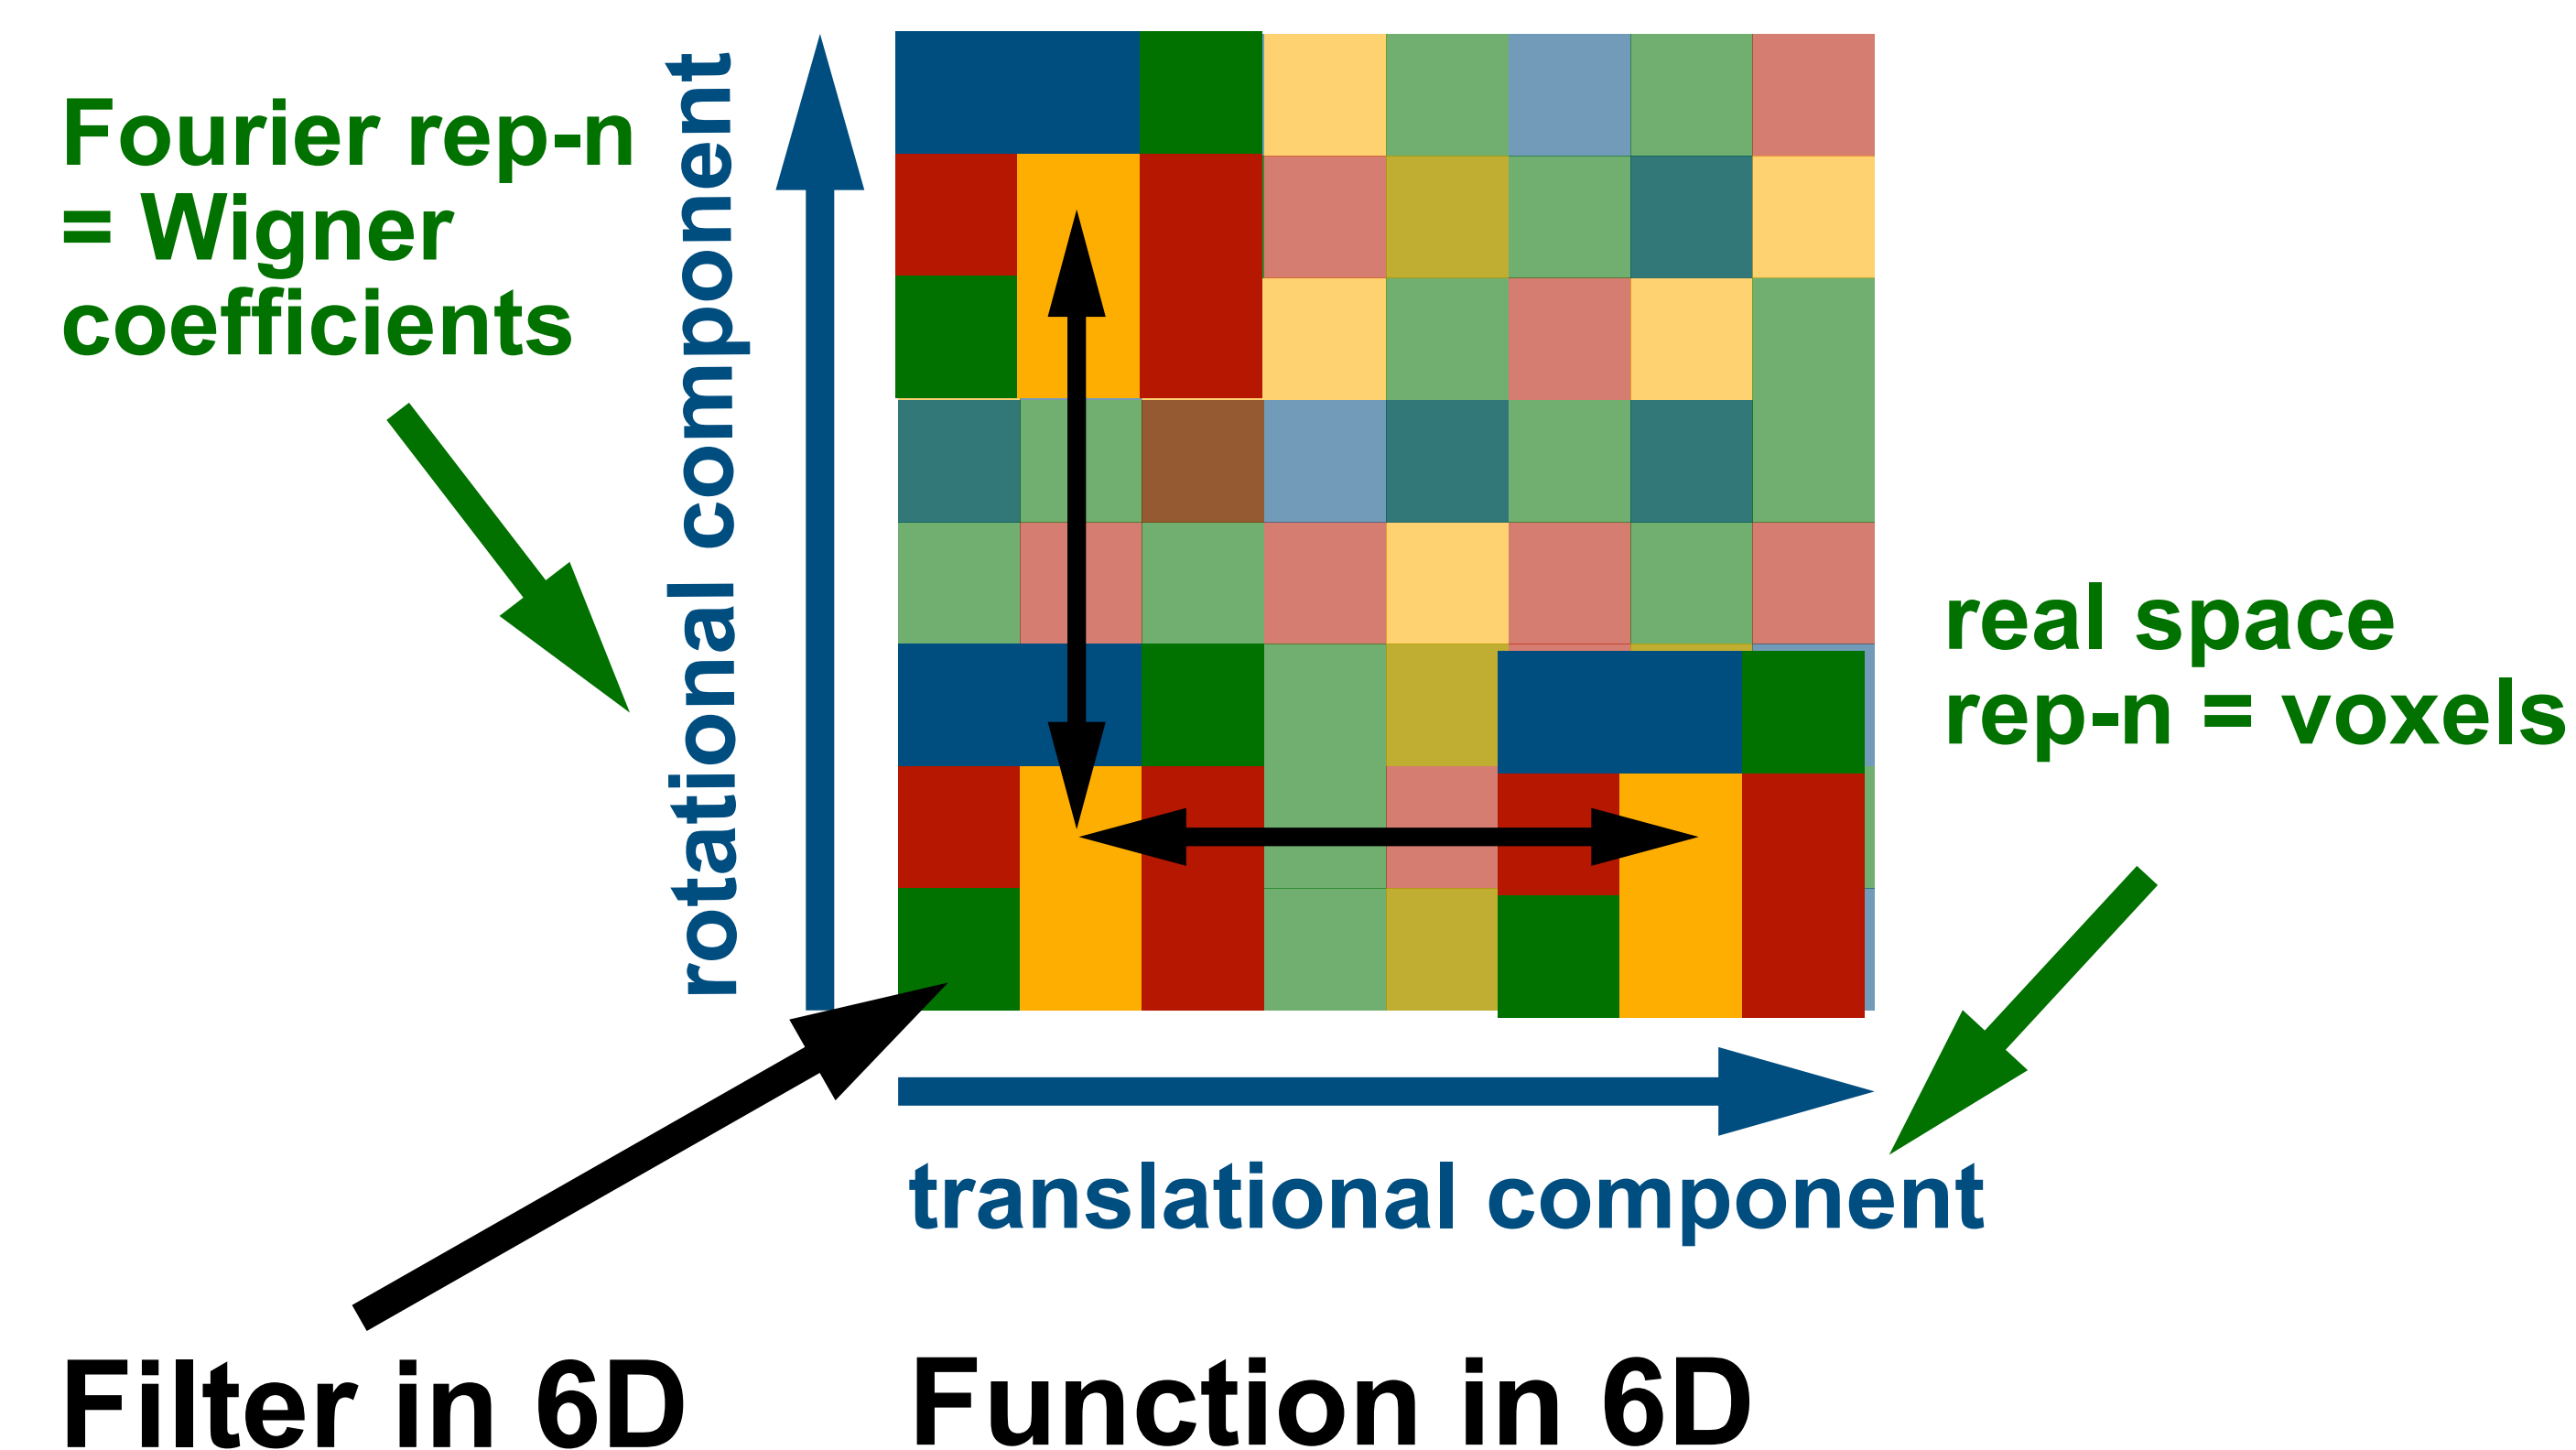 Fourier rep-n
= Wigner
coefficients
rotational component
real space
rep-n = voxels
translational component
Filter in 6D
Function in 6D